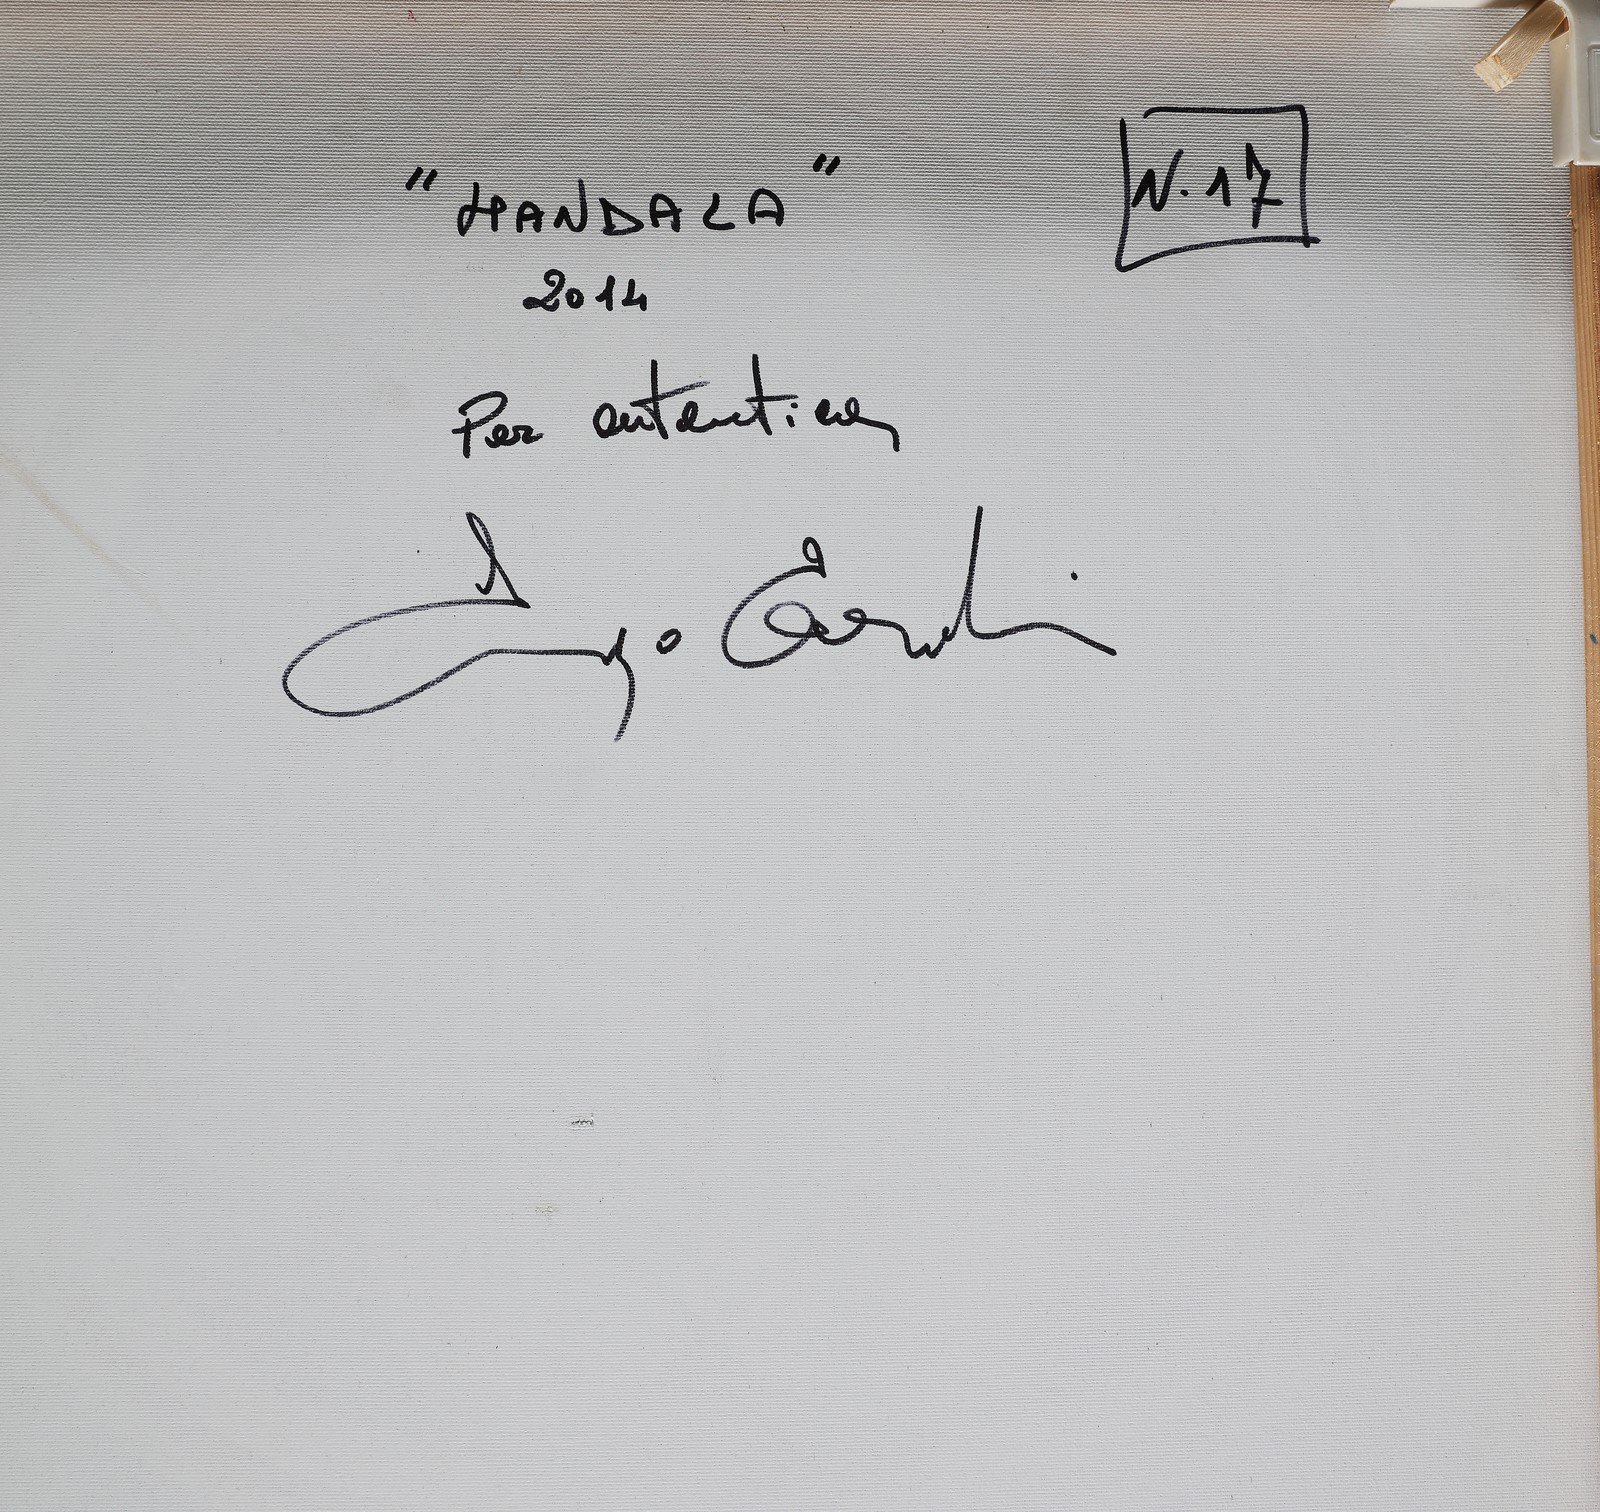 "MANDALA"
N. 17
2014
Per autentica